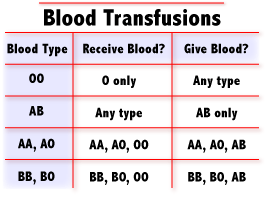 Blood Transfusions
Blood Type Receive Blood? Give Blood?
OO O only Any type
AB Any type AB only
AA, AO AA, AO, OO AA, AO, AB
BB, BO BB, BO, OO BB, BO, AB